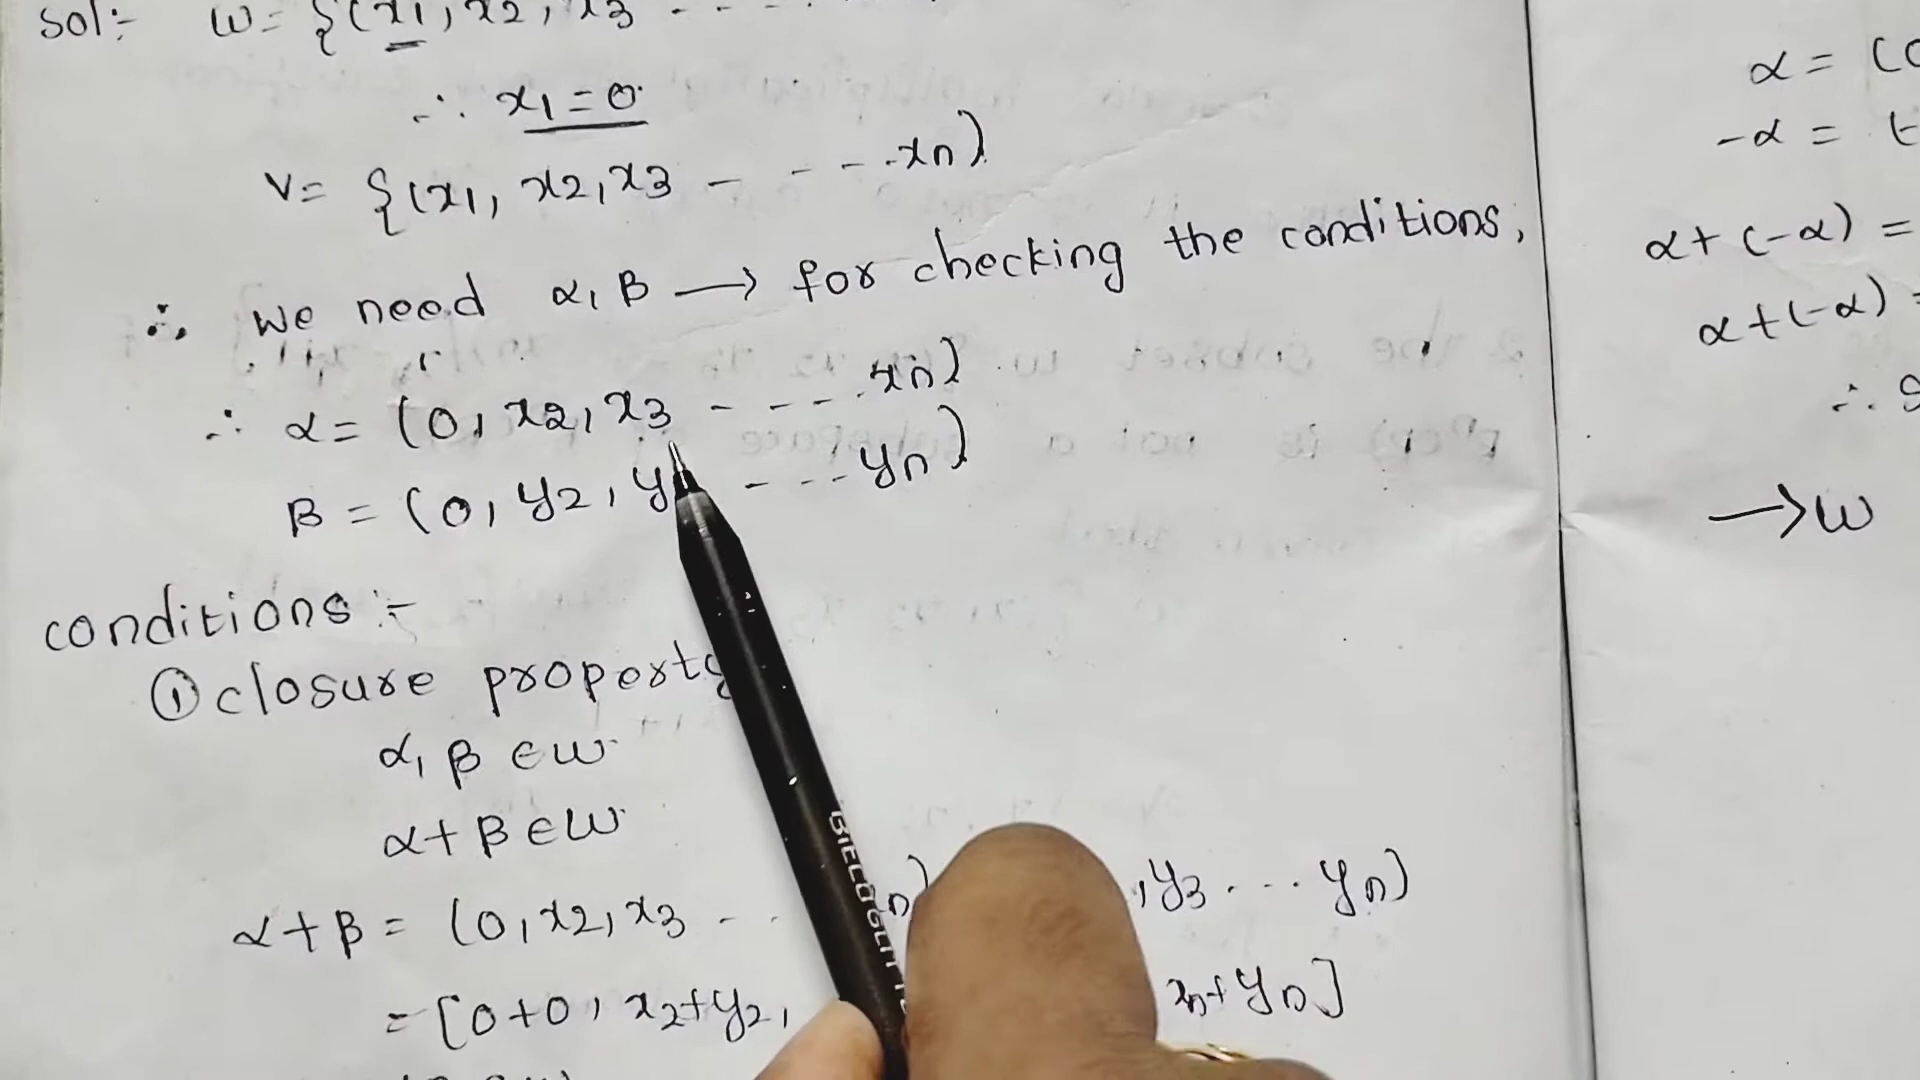 sol:- W= {(x1, x2, x3 - - -
∴ x1=0
V= {(x1, x2, x3 - - - - xn)
∴ we need α, β → for checking the conditions,
∴ α= (0, x2, x3 - - - - xn)
β = (0, y2, y - - - yn)
conditions :-
① closure property
α, β ∈ W
α+β ∈ W
α+β = (0, x2, x3 - - n) , y3 ... yn)
= [0+0, x2+y2, xn+yn]
α = (0
-α =
α+(-α) =
α+(-α) =
∴
→ W
BIECOGLIT